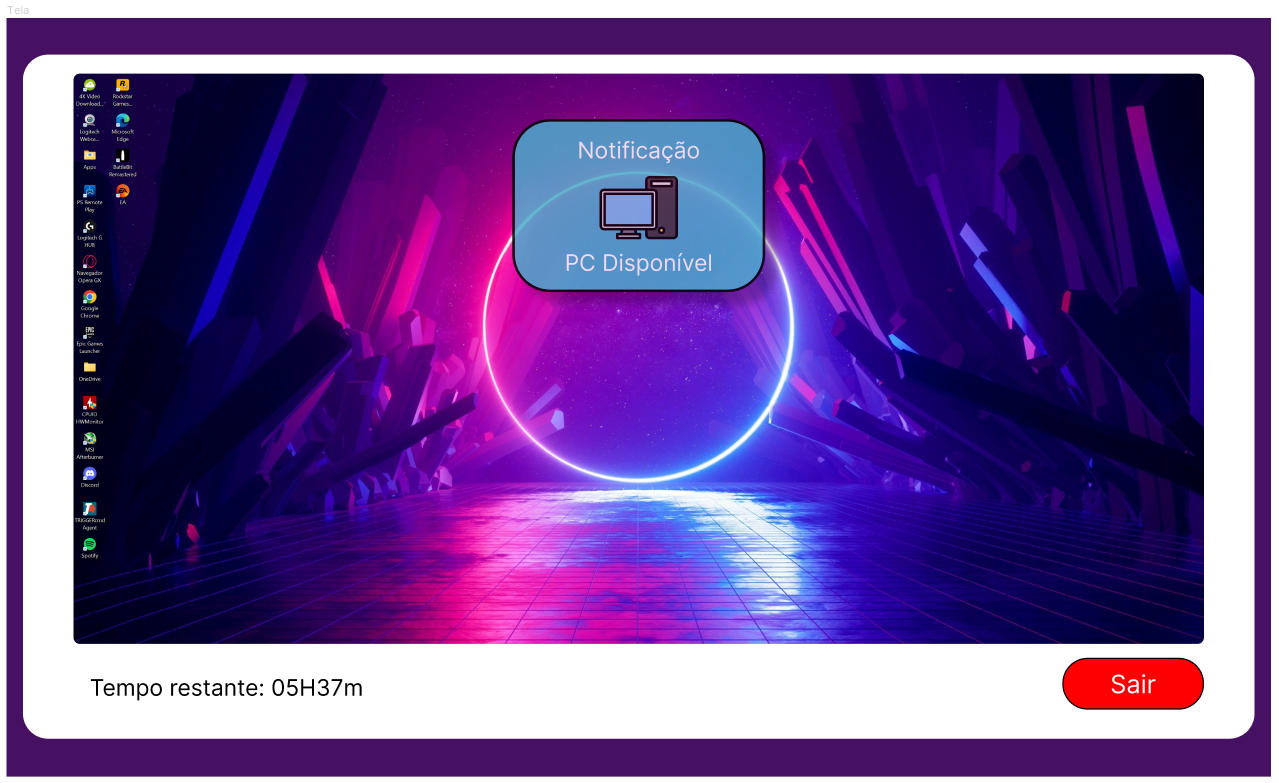 Tela
4K Video
Download...
Rockstar
Games...
Logitech
Webca...
Microsoft
Edge
Apps
BattleBit
Remastered
PS Remote
Play
EA
Logitech G
HUB
Navegador
Opera GX
Google
Chrome
EPIC
Epic Games
Launcher
OneDrive
CPUID
HWMonitor
MSI
Afterburner
Discord
TRIGGERcmd
Agent
Spotify
Notificação
PC Disponível
Tempo restante: 05H37m
Sair